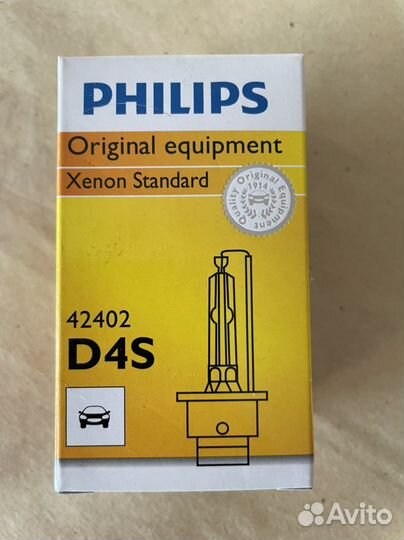 PHILIPS
Original equipment
Xenon Standard
Quality Original Equipment
1914
42402
D4S
Avito